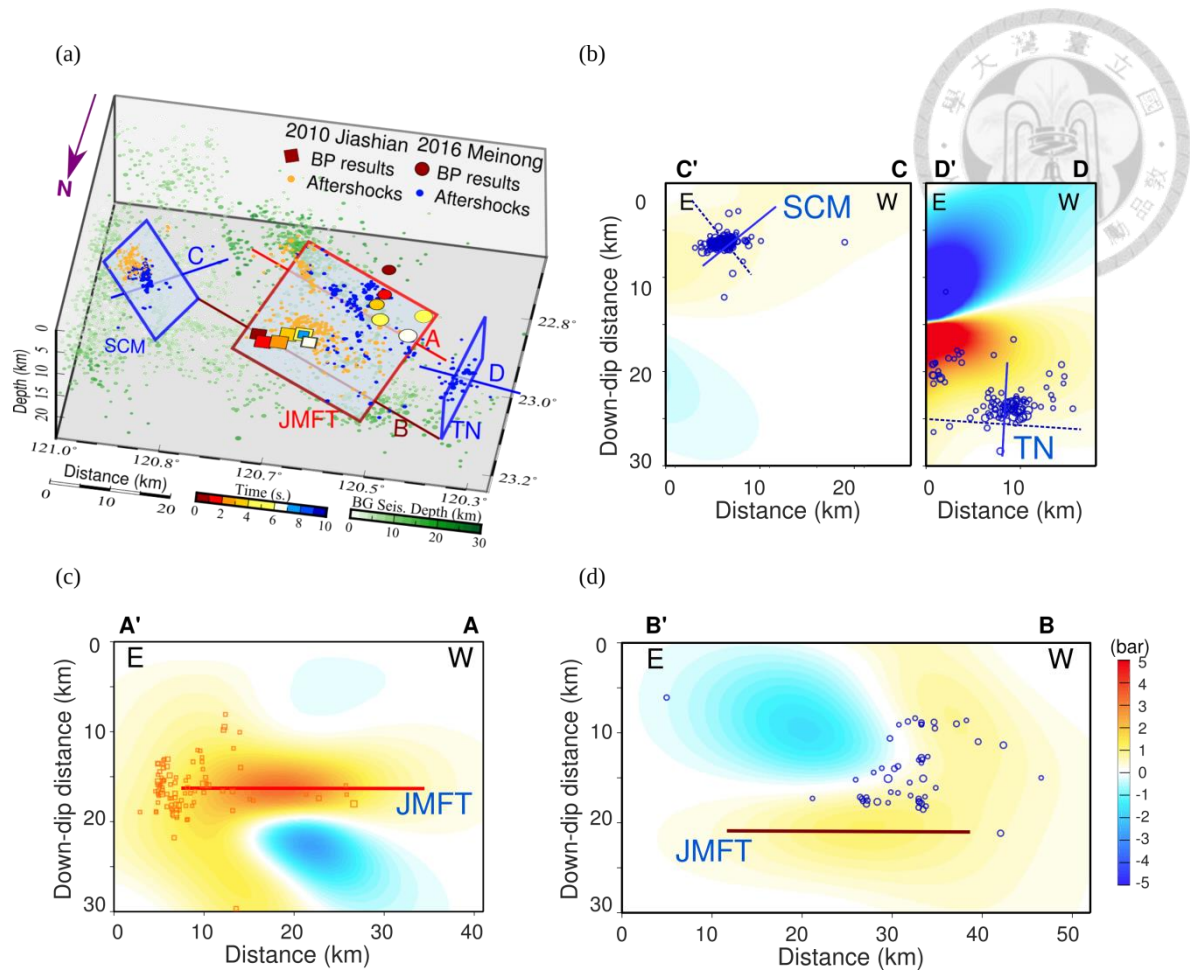 (a)
N
2010 Jiashian 2016 Meinong
BP results BP results
Aftershocks Aftershocks
C
SCM
A
D
JMFT
B
TN
Depth (km)
0
5
10
15
20
121.0° 120.8° 120.7° 120.5° 120.3°
22.8°
23.0°
23.2°
Distance (km)
0 10 20
Time (s.)
0 2 4 6 8 10
BG Seis. Depth (km)
0 10 20 30
(b)
臺灣大學
C' C D' D
E W E W
SCM
TN
Down-dip distance (km)
0
10
20
30
0 10 20 0 10
Distance (km) Distance (km)
(c)
A' A
E W
JMFT
Down-dip distance (km)
0
10
20
30
0 10 20 30 40
Distance (km)
(d)
B' B
E W
JMFT
Down-dip distance (km)
0
10
20
30
0 10 20 30 40 50
Distance (km)
(bar)
5
4
3
2
1
0
-1
-2
-3
-4
-5